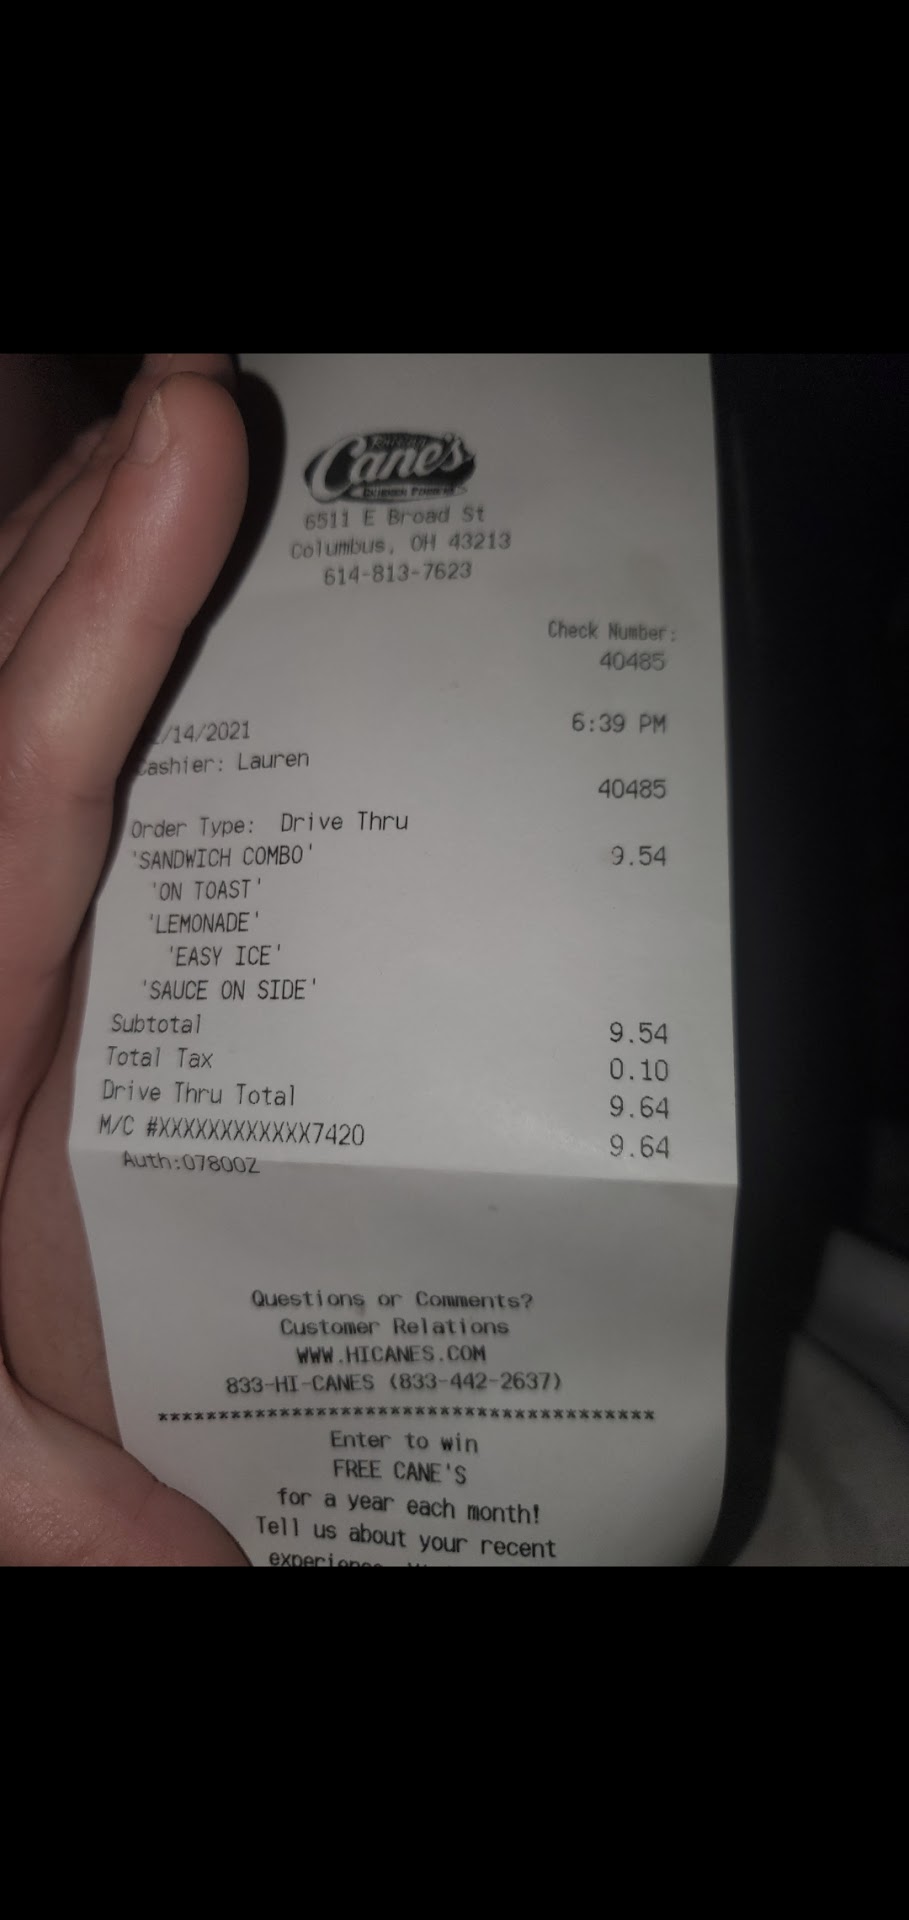 Raising
Cane's
Chicken Fingers
6511 E Broad St
Columbus, OH 43213
614-813-7623
Check Number:
40485
/14/2021 6:39 PM
Cashier: Lauren
40485
Order Type: Drive Thru
'SANDWICH COMBO' 9.54
'ON TOAST'
'LEMONADE'
'EASY ICE'
'SAUCE ON SIDE'
Subtotal 9.54
Total Tax 0.10
Drive Thru Total 9.64
M/C #XXXXXXXXXXXX7420 9.64
Auth:07800Z
Questions or Comments?
Customer Relations
WWW.HICANES.COM
833-HI-CANES (833-442-2637)
*****************************************
Enter to win
FREE CANE'S
for a year each month!
Tell us about your recent